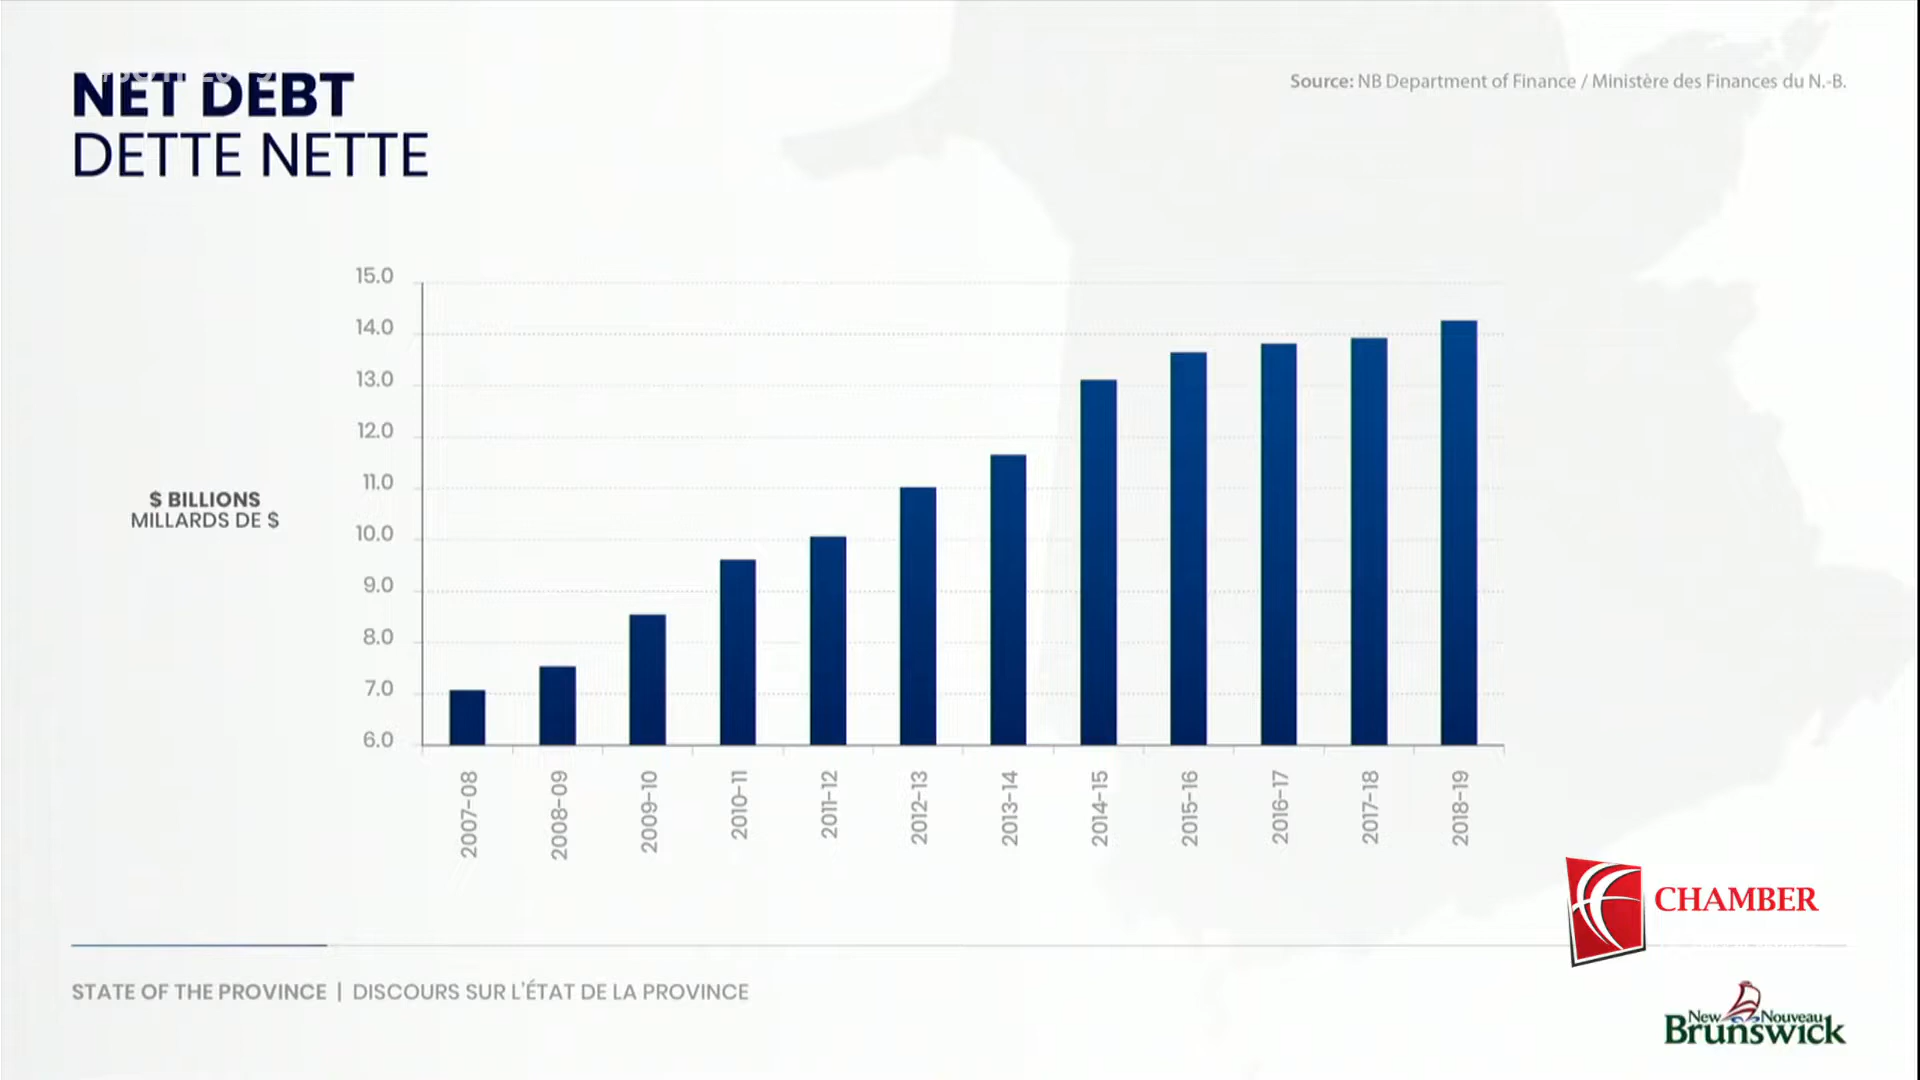 NET DEBT
DETTE NETTE
Source: NB Department of Finance / Ministère des Finances du N.-B.
15.0
14.0
13.0
12.0
11.0
10.0
9.0
8.0
7.0
6.0
$ BILLIONS
MILLARDS DE $
2007-08
2008-09
2009-10
2010-11
2011-12
2012-13
2013-14
2014-15
2015-16
2016-17
2017-18
2018-19
CHAMBER
STATE OF THE PROVINCE | DISCOURS SUR L'ÉTAT DE LA PROVINCE
New Nouveau
Brunswick